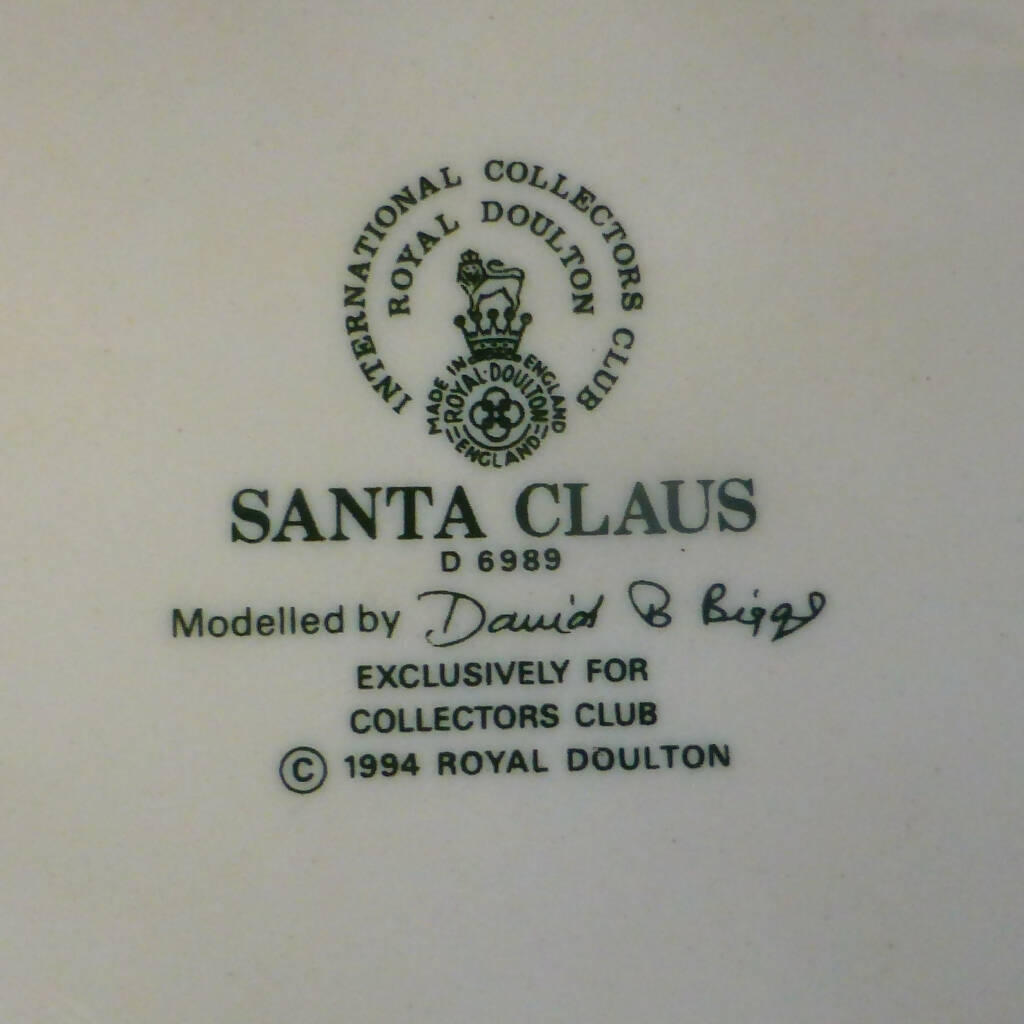 INTERNATIONAL COLLECTORS CLUB
ROYAL DOULTON
MADE IN ENGLAND
ROYAL·DOULTON
ENGLAND
SANTA CLAUS
D 6989
Modelled by David B Biggs
EXCLUSIVELY FOR
COLLECTORS CLUB
© 1994 ROYAL DOULTON